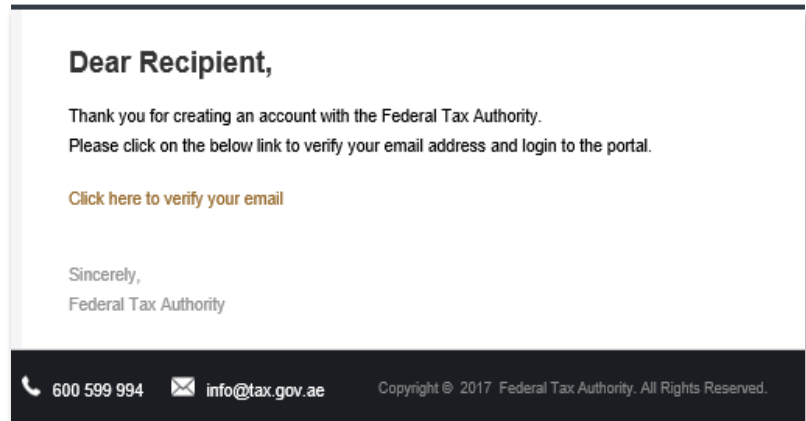 Dear Recipient,
Thank you for creating an account with the Federal Tax Authority.
Please click on the below link to verify your email address and login to the portal.
Click here to verify your email
Sincerely,
Federal Tax Authority
600 599 994 info@tax.gov.ae Copyright © 2017 Federal Tax Authority. All Rights Reserved.